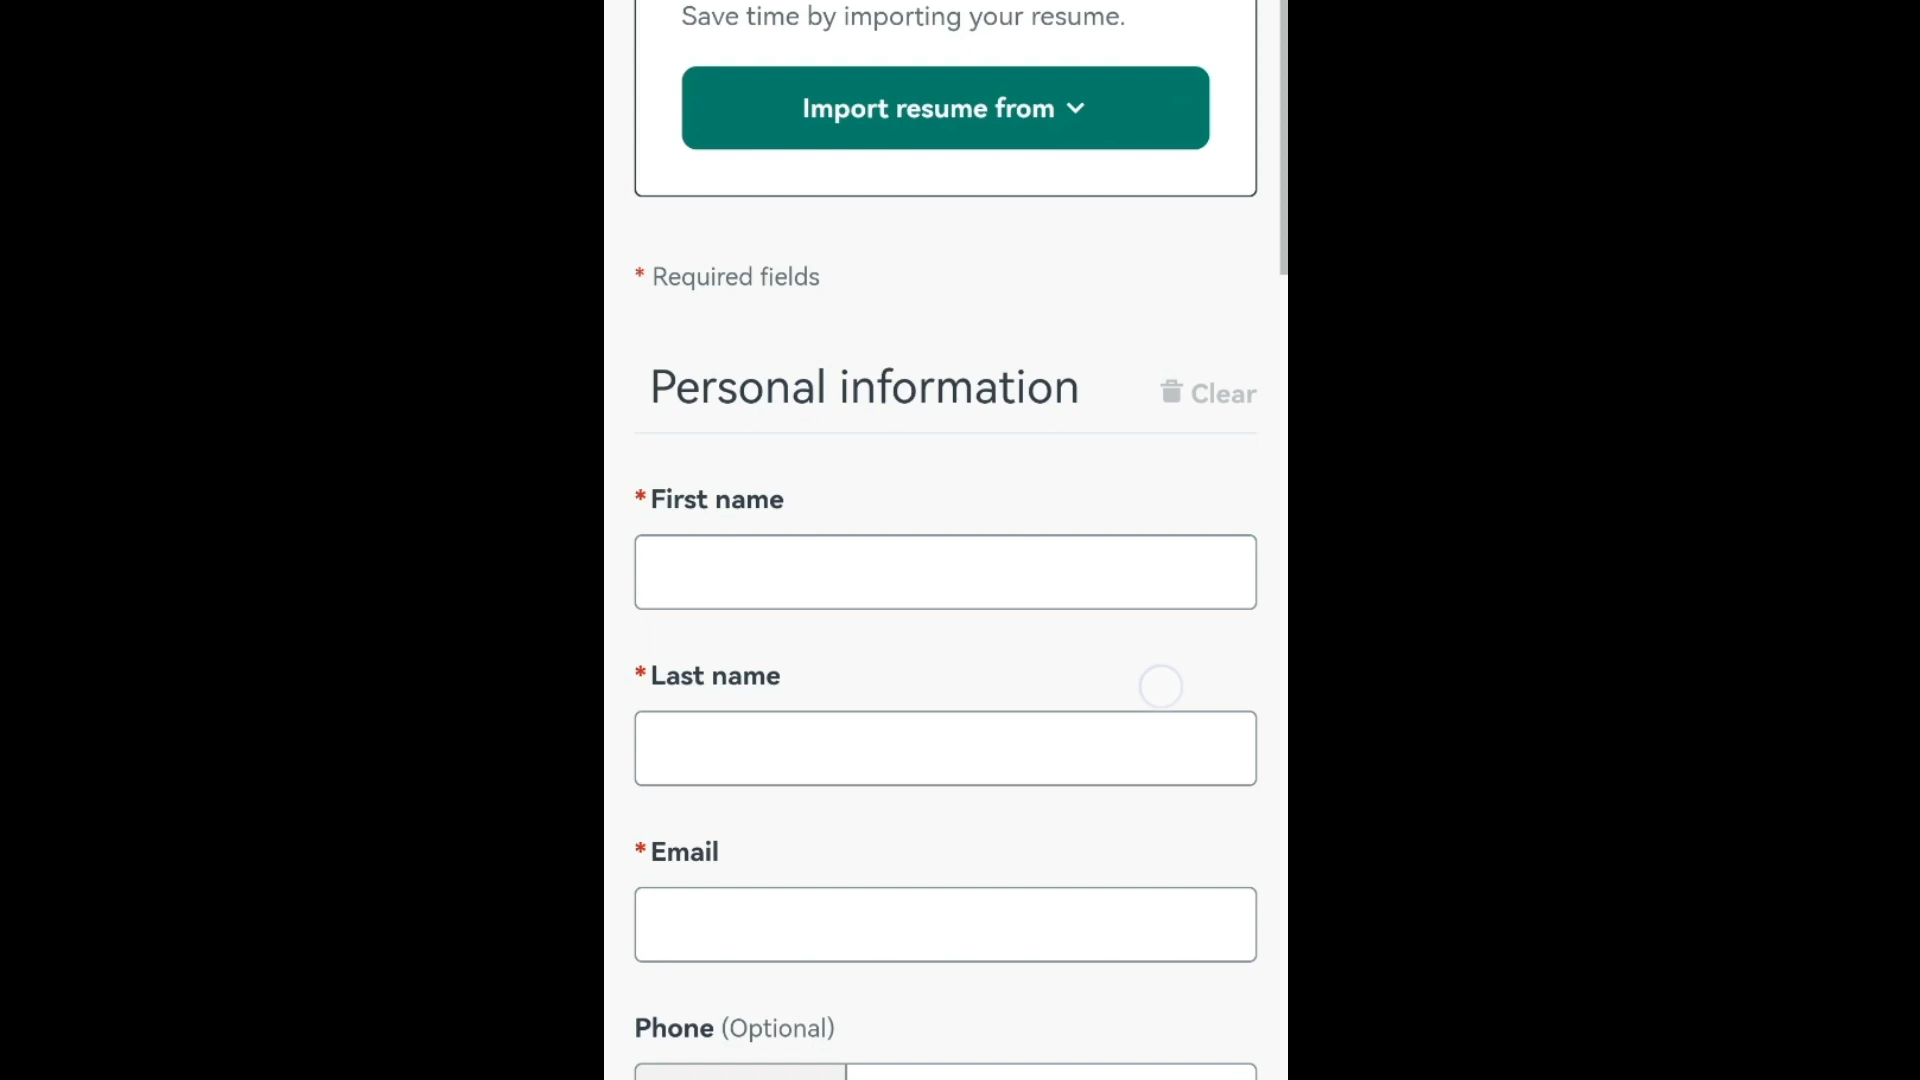 Save time by importing your resume.
Import resume from
* Required fields
Personal information
Clear
* First name
* Last name
* Email
Phone (Optional)